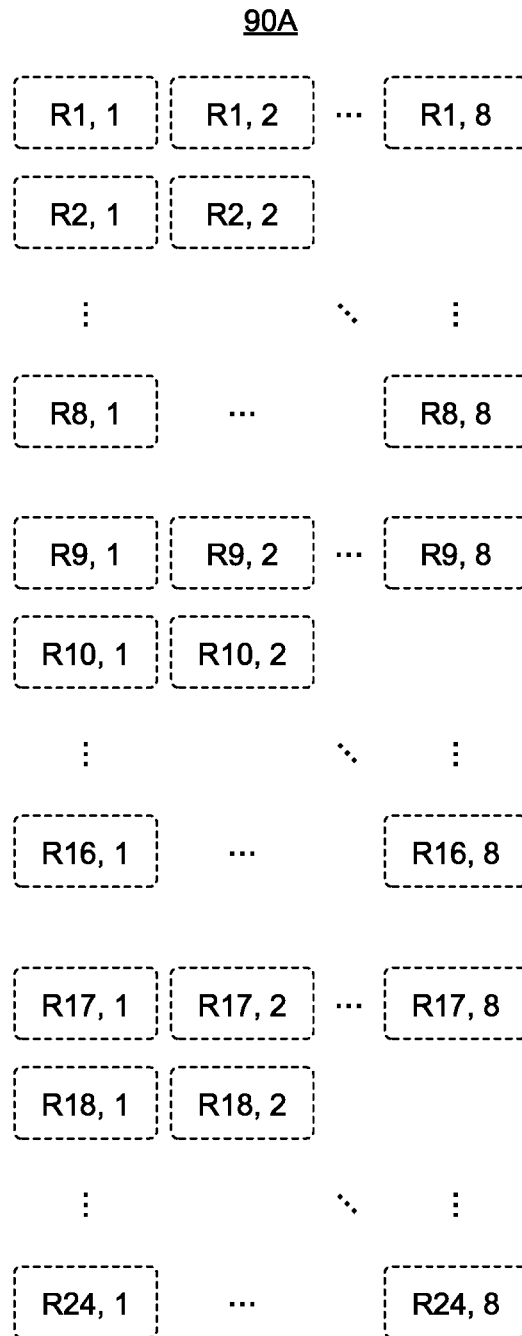 90A
R1, 1 R1, 2 ... R1, 8
R2, 1 R2, 2
⋮ ⋱ ⋮
R8, 1 ... R8, 8
R9, 1 R9, 2 ... R9, 8
R10, 1 R10, 2
⋮ ⋱ ⋮
R16, 1 ... R16, 8
R17, 1 R17, 2 ... R17, 8
R18, 1 R18, 2
⋮ ⋱ ⋮
R24, 1 ... R24, 8